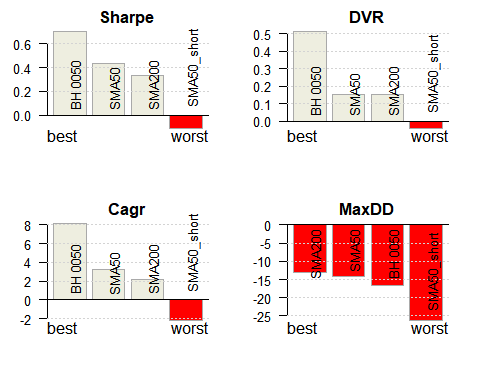 Sharpe
0.6
0.4
0.2
0.0
BH 0050
SMA50
SMA200
SMA50_short
best
worst
DVR
0.5
0.4
0.3
0.2
0.1
0.0
BH 0050
SMA50
SMA200
SMA50_short
best
worst
Cagr
8
6
4
2
0
-2
BH 0050
SMA50
SMA200
SMA50_short
best
worst
MaxDD
0
-5
-10
-15
-20
-25
SMA200
SMA50
BH 0050
SMA50_short
best
worst